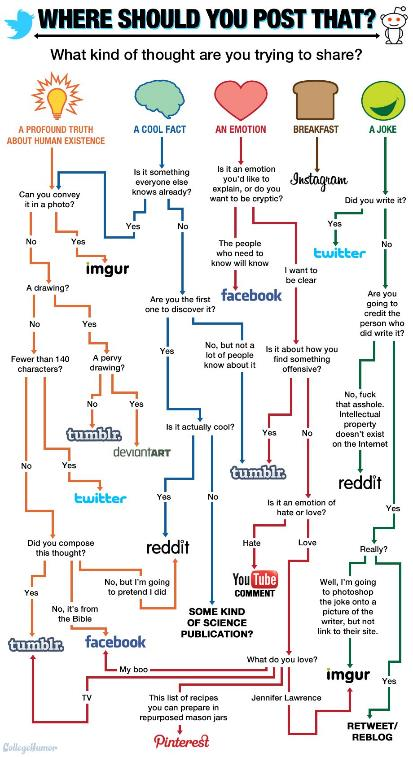 WHERE SHOULD YOU POST THAT?
What kind of thought are you trying to share?
A PROFOUND TRUTH
ABOUT HUMAN EXISTENCE
A COOL FACT
AN EMOTION
BREAKFAST
A JOKE
Can you convey
it in a photo?
No
Yes
imgur
A drawing?
No
Yes
Fewer than 140
characters?
A pervy
drawing?
No
Yes
tumblr.
deviantART
No
Yes
twitter
Did you compose
this thought?
Yes
No, but I'm going
to pretend I did
No, it's from
the Bible
tumblr.
facebook
Is it something
everyone else
knows already?
Yes
No
Are you the first
one to discover it?
Yes
No, but not a
lot of people
know about it
Is it actually cool?
Yes
No
reddit
SOME KIND
OF SCIENCE
PUBLICATION?
Is it an emotion
you'd like to
explain, or do you
want to be cryptic?
The people
who need to
know will know
facebook
I want to
be clear
Is it about how you
find something
offensive?
Yes
No
tumblr.
Is it an emotion of
hate or love?
Hate
Love
YouTube
COMMENT
What do you love?
My boo
TV
This list of recipes
you can prepare in
repurposed mason jars
Jennifer Lawrence
Pinterest
Instagram
Did you write it?
Yes
No
twitter
Are you
going to
credit the
person who
did write it?
No, fuck
that asshole.
Intellectual
property
doesn't exist
on the Internet
reddit
Yes
Really?
Well, I'm going
to photoshop
the joke onto a
picture of the
writer, but not
link to their site.
imgur
Yes
RETWEET/
REBLOG
CollegeHumor